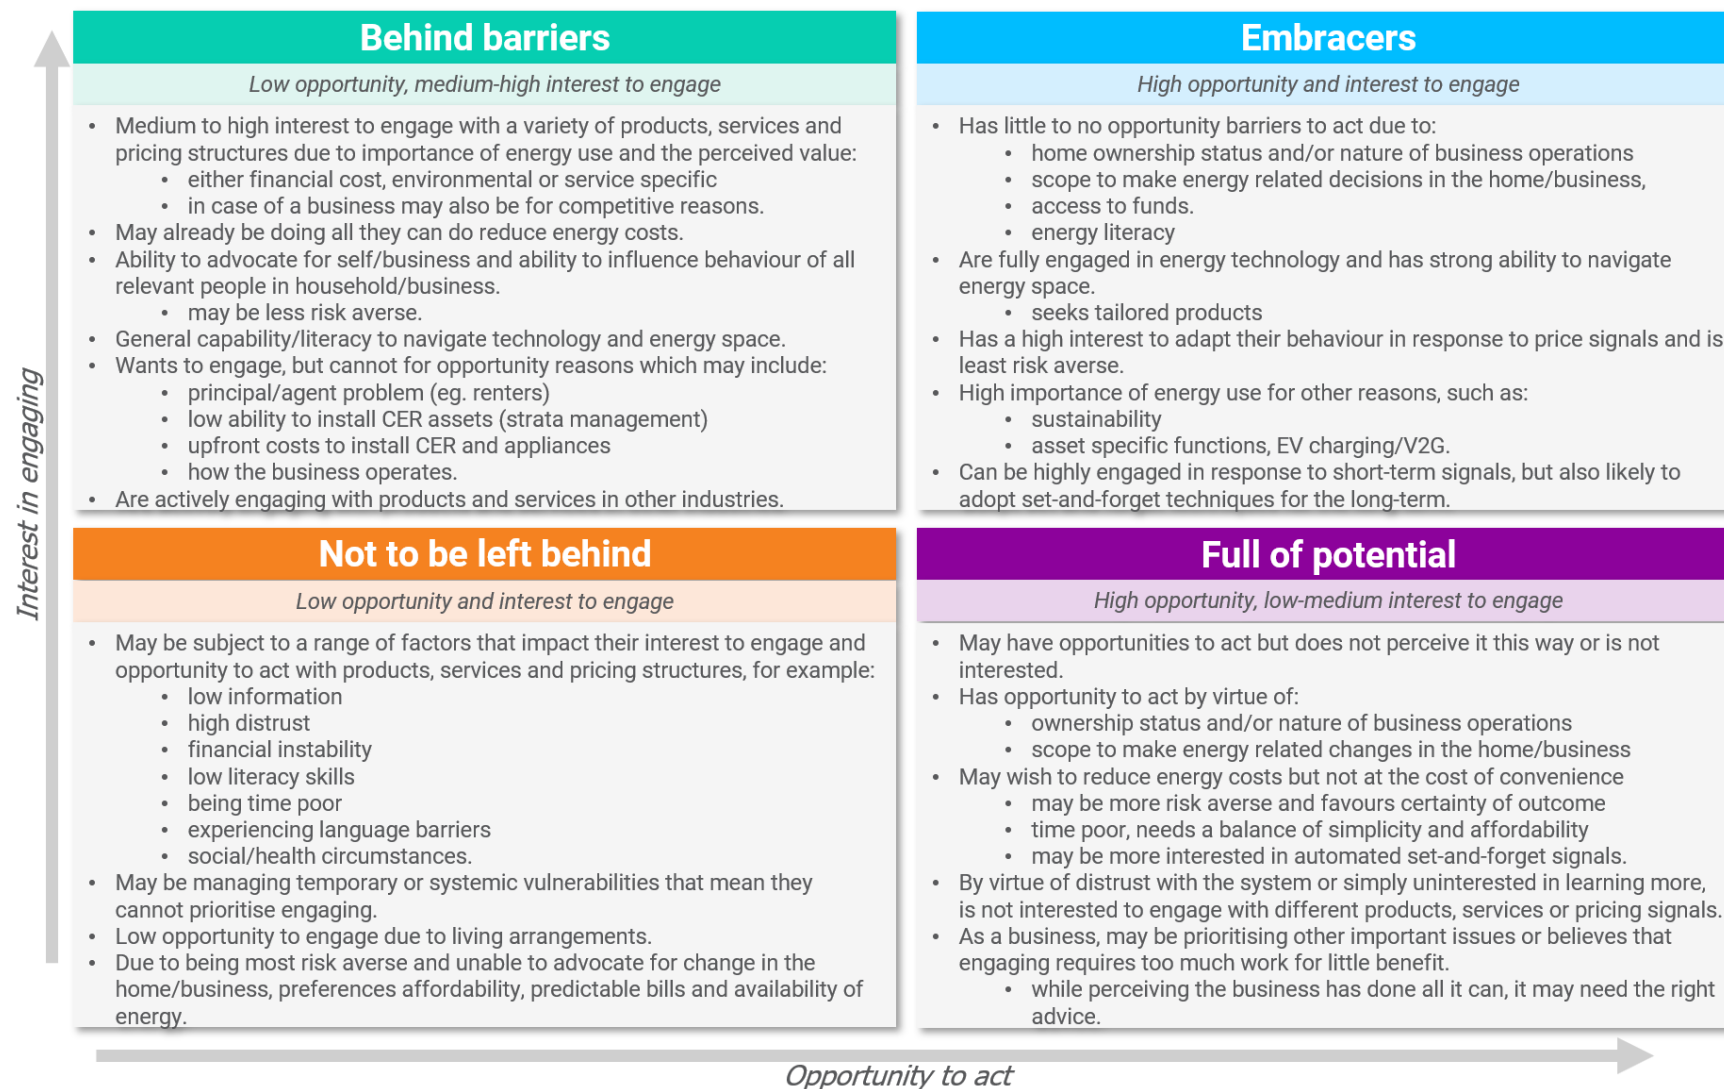 Interest in engaging
Behind barriers
Low opportunity, medium-high interest to engage
• Medium to high interest to engage with a variety of products, services and
pricing structures due to importance of energy use and the perceived value:
• either financial cost, environmental or service specific
• in case of a business may also be for competitive reasons.
• May already be doing all they can do reduce energy costs.
• Ability to advocate for self/business and ability to influence behaviour of all
relevant people in household/business.
• may be less risk averse.
• General capability/literacy to navigate technology and energy space.
• Wants to engage, but cannot for opportunity reasons which may include:
• principal/agent problem (eg. renters)
• low ability to install CER assets (strata management)
• upfront costs to install CER and appliances
• how the business operates.
• Are actively engaging with products and services in other industries.
Embracers
High opportunity and interest to engage
• Has little to no opportunity barriers to act due to:
• home ownership status and/or nature of business operations
• scope to make energy related decisions in the home/business,
• access to funds.
• energy literacy
• Are fully engaged in energy technology and has strong ability to navigate
energy space.
• seeks tailored products
• Has a high interest to adapt their behaviour in response to price signals and is
least risk averse.
• High importance of energy use for other reasons, such as:
• sustainability
• asset specific functions, EV charging/V2G.
• Can be highly engaged in response to short-term signals, but also likely to
adopt set-and-forget techniques for the long-term.
Not to be left behind
Low opportunity and interest to engage
• May be subject to a range of factors that impact their interest to engage and
opportunity to act with products, services and pricing structures, for example:
• low information
• high distrust
• financial instability
• low literacy skills
• being time poor
• experiencing language barriers
• social/health circumstances.
• May be managing temporary or systemic vulnerabilities that mean they
cannot prioritise engaging.
• Low opportunity to engage due to living arrangements.
• Due to being most risk averse and unable to advocate for change in the
home/business, preferences affordability, predictable bills and availability of
energy.
Full of potential
High opportunity, low-medium interest to engage
• May have opportunities to act but does not perceive it this way or is not
interested.
• Has opportunity to act by virtue of:
• ownership status and/or nature of business operations
• scope to make energy related changes in the home/business
• May wish to reduce energy costs but not at the cost of convenience
• may be more risk averse and favours certainty of outcome
• time poor, needs a balance of simplicity and affordability
• may be more interested in automated set-and-forget signals.
• By virtue of distrust with the system or simply uninterested in learning more,
is not interested to engage with different products, services or pricing signals.
• As a business, may be prioritising other important issues or believes that
engaging requires too much work for little benefit.
• while perceiving the business has done all it can, it may need the right
advice.
Opportunity to act